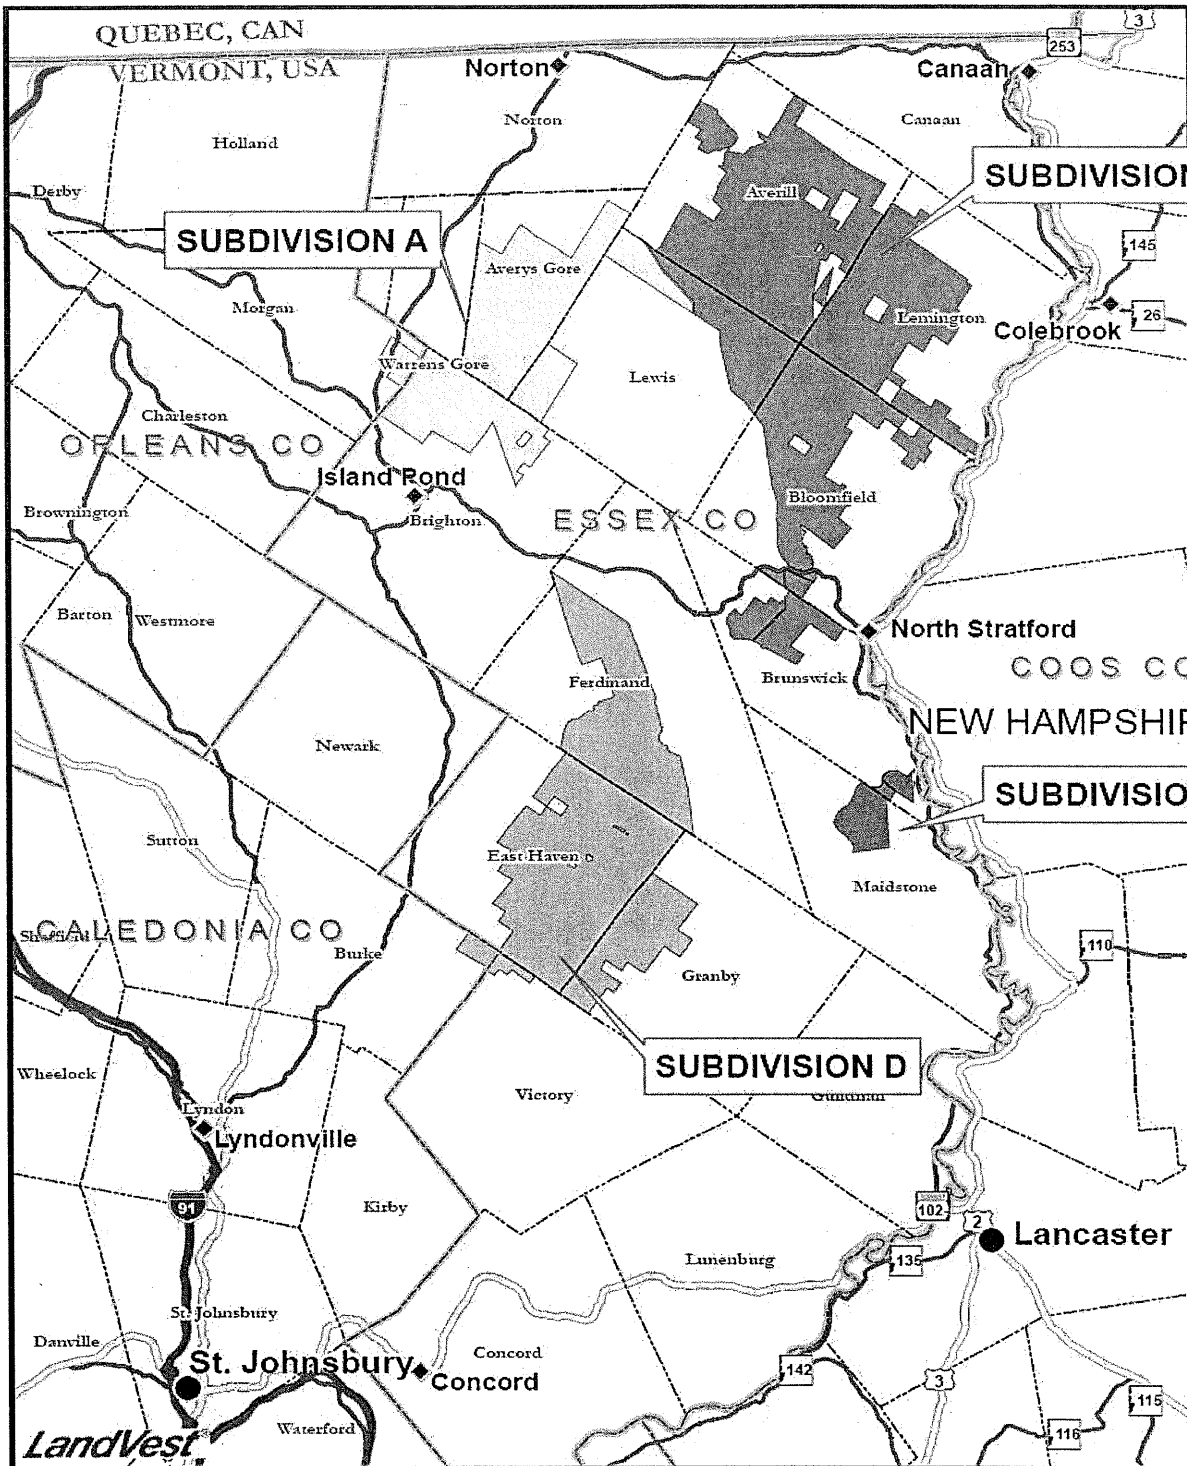 QUEBEC, CAN
3
253
VERMONT, USA
Norton
Canaan
Norton
Canaan
Holland
SUBDIVISION
Derby
Averill
SUBDIVISION A
145
Averys Gore
Morgan
Lemington
26
Colebrook
Warrens Gore
Lewis
Charleston
ORLEANS CO
Island Pond
Bloomfield
Brownington
Brighton
ESSEX CO
Barton
Westmore
North Stratford
COOS CO
Ferdinand
Brunswick
NEW HAMPSHIR
Newark
SUBDIVISIO
Sutton
East Haven
Maidstone
CALEDONIA CO
Sheffield
Burke
110
Granby
SUBDIVISION D
Wheelock
Victory
Guildhall
Lyndon
Lyndonville
91
Kirby
102
2
Lancaster
Lunenburg
135
St. Johnsbury
Danville
Concord
St. Johnsbury
Concord
142
3
115
Waterford
116
LandVest